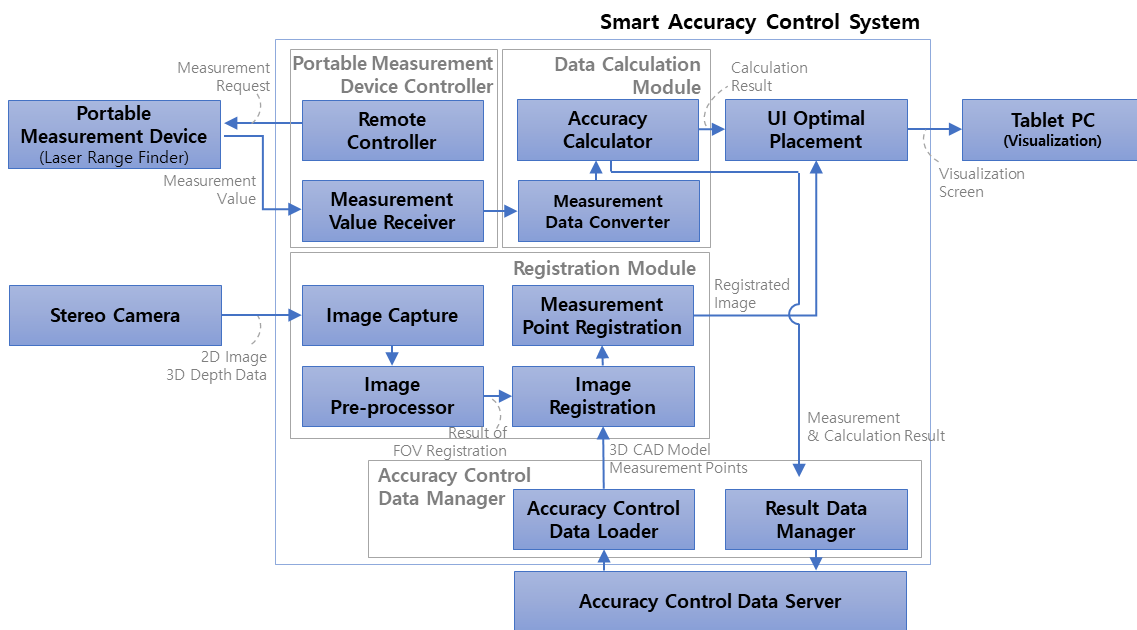 Smart Accuracy Control System
Measurement
Request
Portable Measurement
Device Controller
Data Calculation
Module
Calculation
Result
Portable
Measurement Device
(Laser Range Finder)
Remote
Controller
Accuracy
Calculator
UI Optimal
Placement
Tablet PC
(Visualization)
Measurement
Value
Measurement
Value Receiver
Measurement
Data Converter
Visualization
Screen
Registration Module
Stereo Camera
Image Capture
Measurement
Point Registration
Registrated
Image
2D Image
3D Depth Data
Image
Pre-processor
Image
Registration
Result of
FOV Registration
3D CAD Model
Measurement Points
Measurement
& Calculation Result
Accuracy Control
Data Manager
Accuracy Control
Data Loader
Result Data
Manager
Accuracy Control Data Server